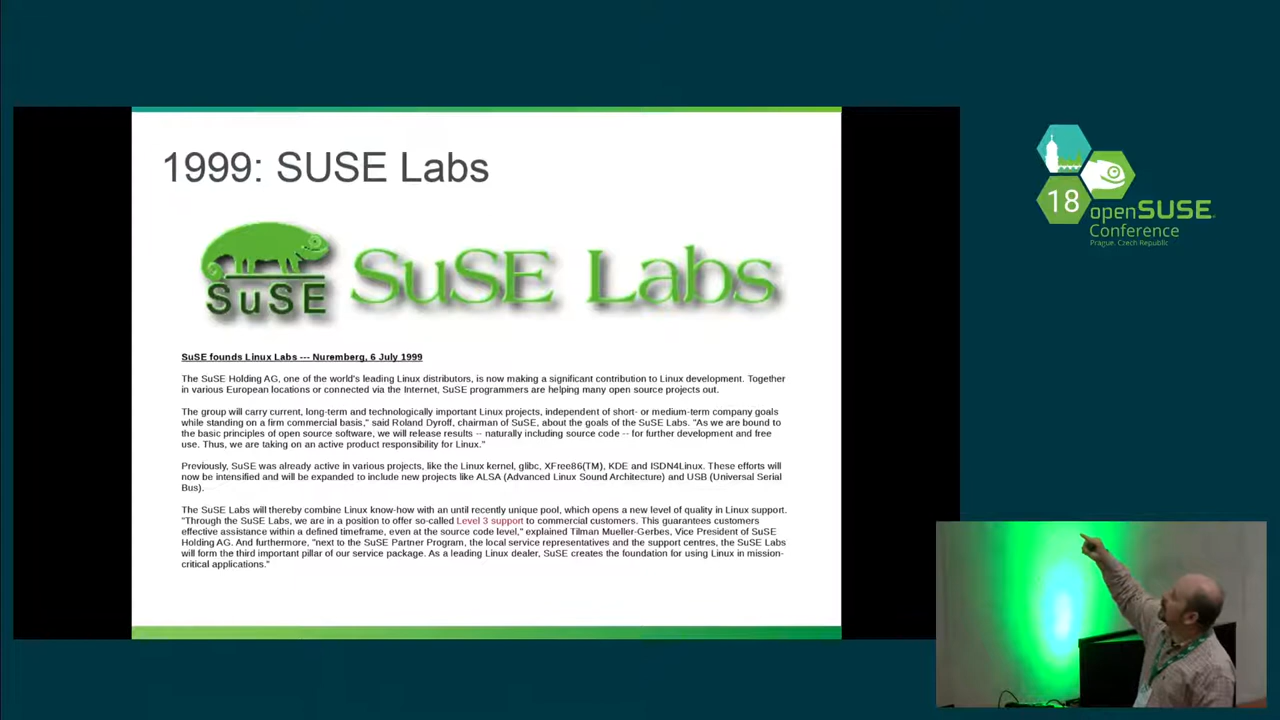 1999: SUSE Labs
SuSE
SuSE Labs
SuSE founds Linux Labs --- Nuremberg, 6 July 1999
The SuSE Holding AG, one of the world's leading Linux distributors, is now making a significant contribution to Linux development. Together
in various European locations or connected via the Internet, SuSE programmers are helping many open source projects out.
The group will carry current, long-term and technologically important Linux projects, independent of short- or medium-term company goals
while standing on a firm commercial basis," said Roland Dyroff, chairman of SuSE, about the goals of the SuSE Labs. "As we are bound to
the basic principles of open source software, we will release results -- naturally including source code -- for further development and free
use. Thus, we are taking on an active product responsibility for Linux."
Previously, SuSE was already active in various projects, like the Linux kernel, glibc, XFree86(TM), KDE and ISDN4Linux. These efforts will
now be intensified and will be expanded to include new projects like ALSA (Advanced Linux Sound Architecture) and USB (Universal Serial
Bus).
The SuSE Labs will thereby combine Linux know-how with an until recently unique pool, which opens a new level of quality in Linux support.
"Through the SuSE Labs, we are in a position to offer so-called Level 3 support to commercial customers. This guarantees customers
effective assistance within a defined timeframe, even at the source code level," explained Tilman Mueller-Gerbes, Vice President of SuSE
Holding AG. And furthermore, "next to the SuSE Partner Program, the local service representatives and the support centres, the SuSE Labs
will form the third important pillar of our service package. As a leading Linux dealer, SuSE creates the foundation for using Linux in mission-
critical applications."
18
openSUSE
Conference
Prague, Czech Republic